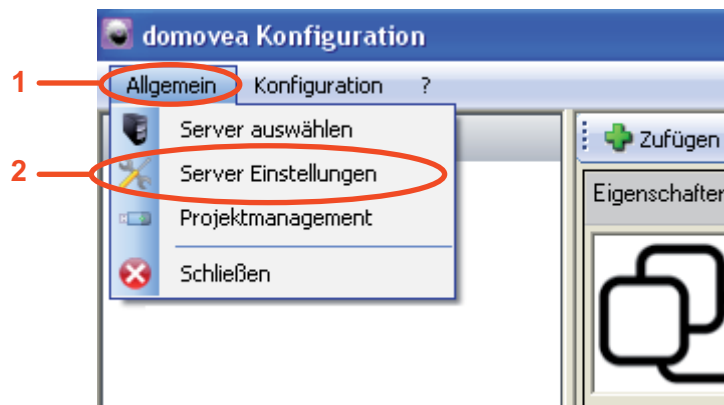 domovea Konfiguration
1
Allgemein Konfiguration ?
Server auswählen
Zufügen
2
Server Einstellungen
Eigenschaften
Projektmanagement
Schließen